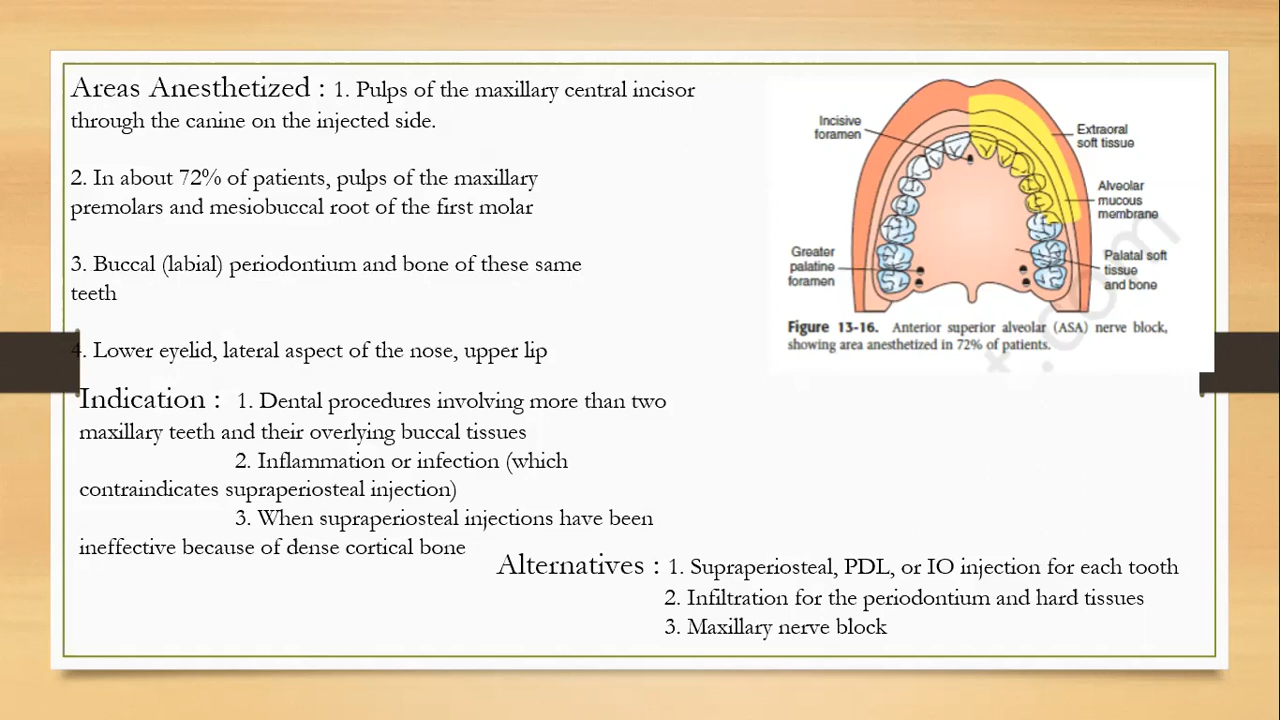 Areas Anesthetized : 1. Pulps of the maxillary central incisor
through the canine on the injected side.
2. In about 72% of patients, pulps of the maxillary
premolars and mesiobuccal root of the first molar
3. Buccal (labial) periodontium and bone of these same
teeth
4. Lower eyelid, lateral aspect of the nose, upper lip
Indication : 1. Dental procedures involving more than two
maxillary teeth and their overlying buccal tissues
2. Inflammation or infection (which
contraindicates supraperiosteal injection)
3. When supraperiosteal injections have been
ineffective because of dense cortical bone
Alternatives : 1. Supraperiosteal, PDL, or IO injection for each tooth
2. Infiltration for the periodontium and hard tissues
3. Maxillary nerve block
Incisive
foramen
Extraoral
soft tissue
Alveolar
mucous
membrane
Greater
palatine
foramen
Palatal soft
tissue
and bone
Figure 13-16. Anterior superior alveolar (ASA) nerve block,
showing area anesthetized in 72% of patients.
t.com